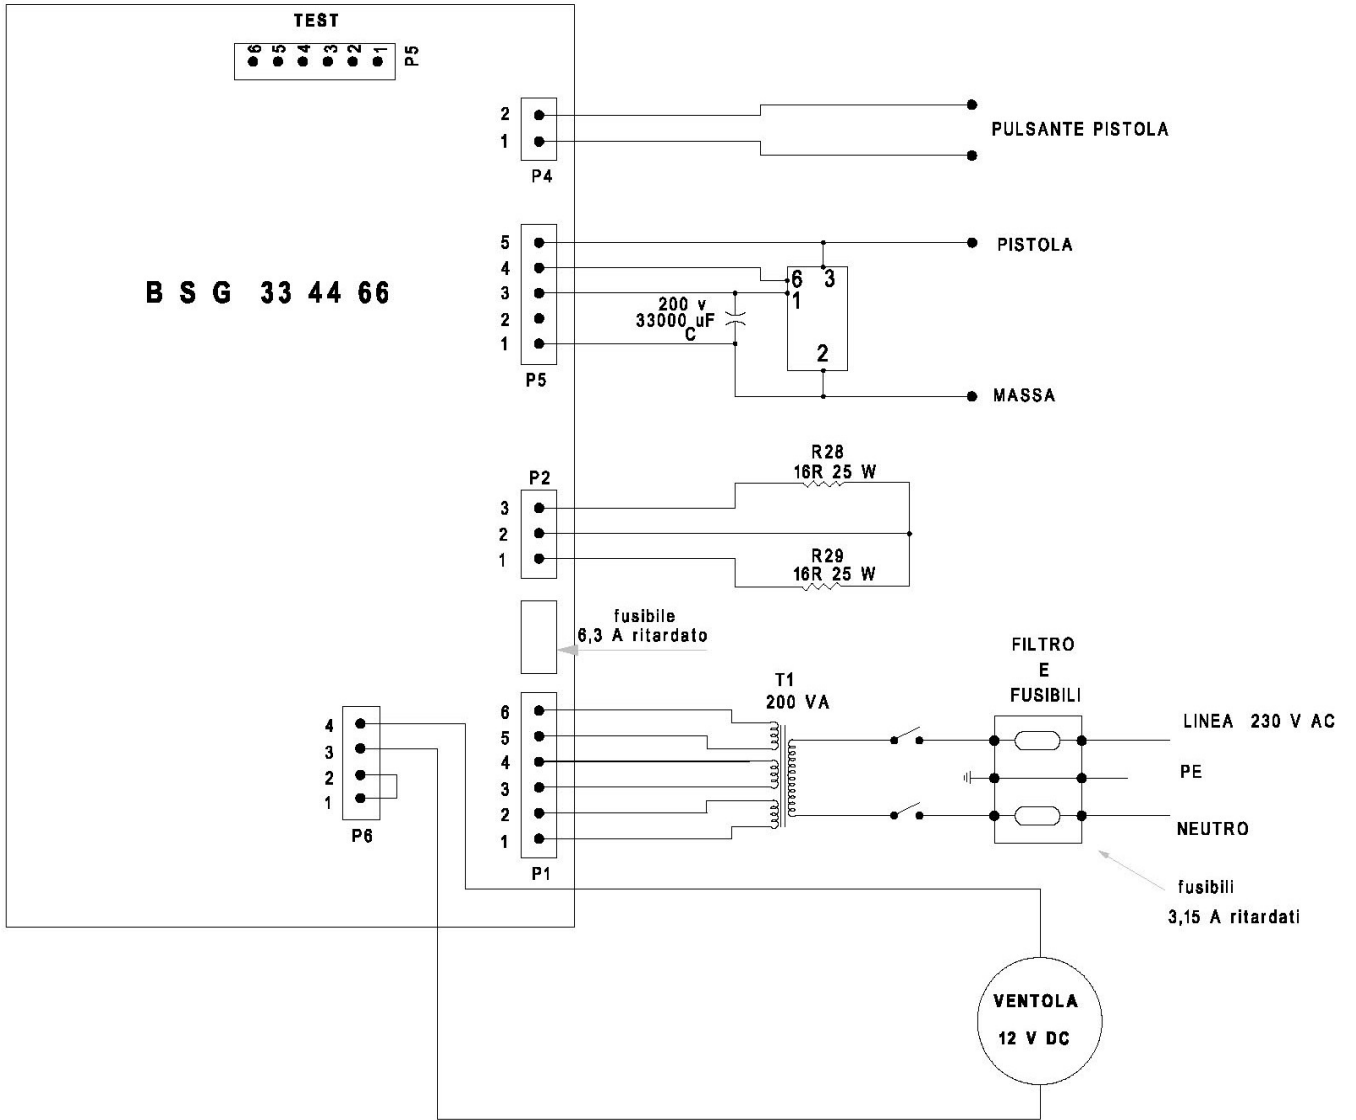 TEST
6 5 4 3 2 1
P5
2
1
P4
PULSANTE PISTOLA
B S G 33 44 66
5
4
3
2
1
P5
PISTOLA
6 3
1
2
200 v
33000 uF
C
MASSA
P2
3
2
1
R28
16R 25 W
R29
16R 25 W
fusibile
6,3 A ritardato
6
5
4
3
2
1
P1
T1
200 VA
FILTRO
E
FUSIBILI
LINEA 230 V AC
PE
NEUTRO
fusibili
3,15 A ritardati
4
3
2
1
P6
VENTOLA
12 V DC